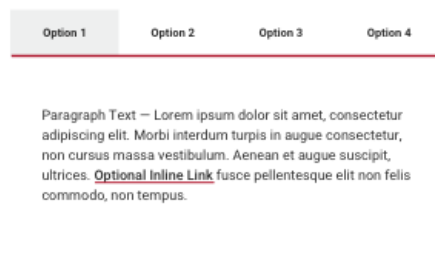 Option 1 Option 2 Option 3 Option 4
Paragraph Text — Lorem ipsum dolor sit amet, consectetur
adipiscing elit. Morbi interdum turpis in augue consectetur,
non cursus massa vestibulum. Aenean et augue suscipit,
ultrices. Optional Inline Link fusce pellentesque elit non felis
commodo, non tempus.